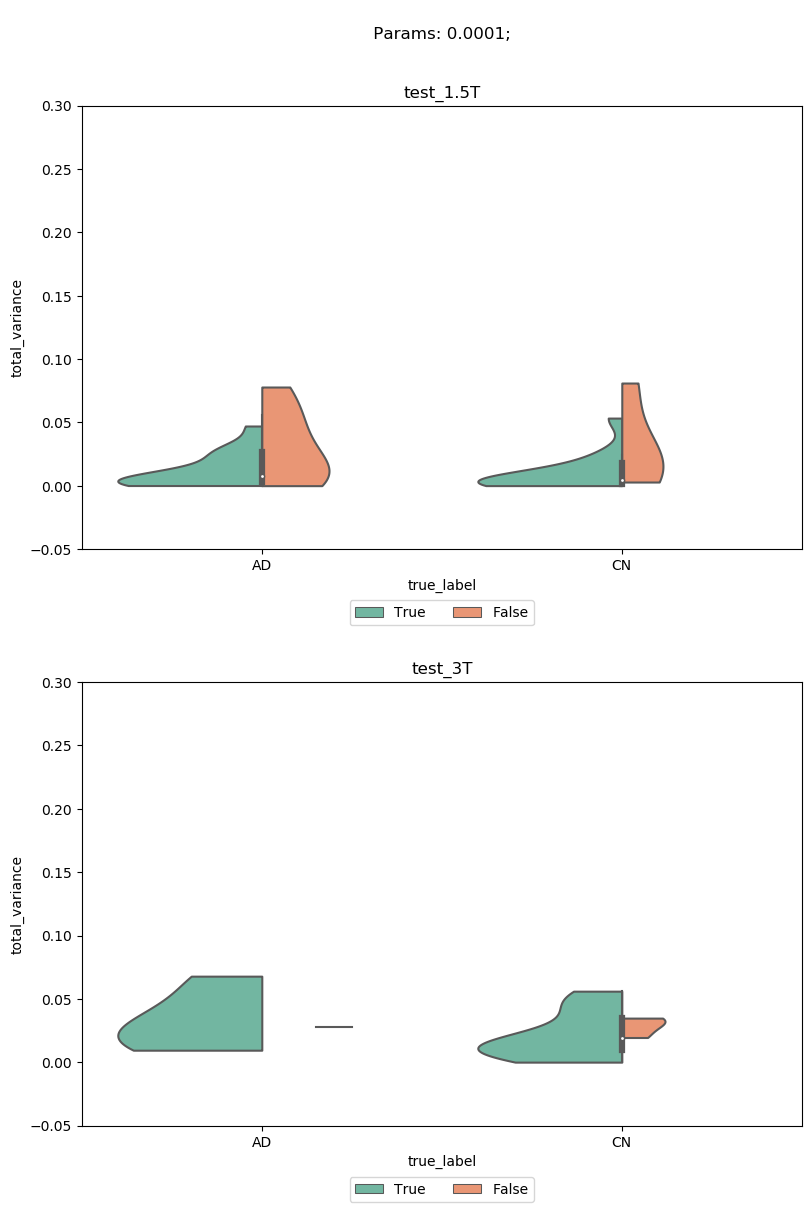 Params: 0.0001;
test_1.5T
0.30
0.25
0.20
0.15
0.10
0.05
0.00
−0.05
total_variance
AD
CN
true_label
True
False
test_3T
0.30
0.25
0.20
0.15
0.10
0.05
0.00
−0.05
total_variance
AD
CN
true_label
True
False